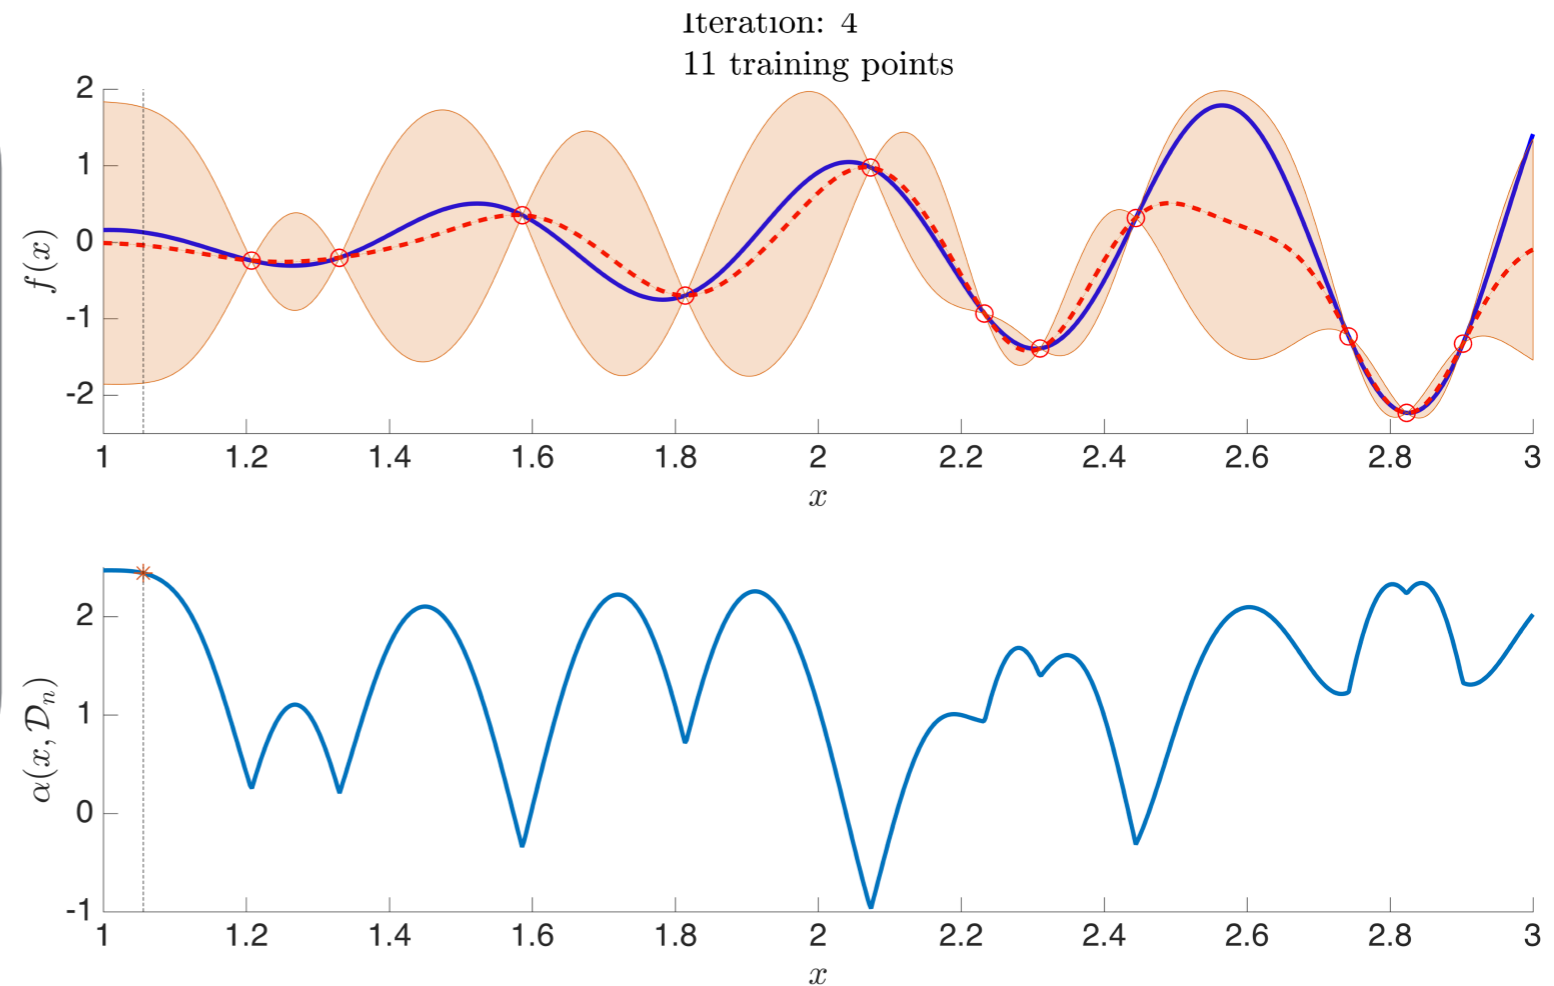 Iteration: 4
11 training points
2
1
0
-1
-2
f(x)
1 1.2 1.4 1.6 1.8 2 2.2 2.4 2.6 2.8 3
x
2
1
0
-1
α(x, 𝒟ₙ)
1 1.2 1.4 1.6 1.8 2 2.2 2.4 2.6 2.8 3
x